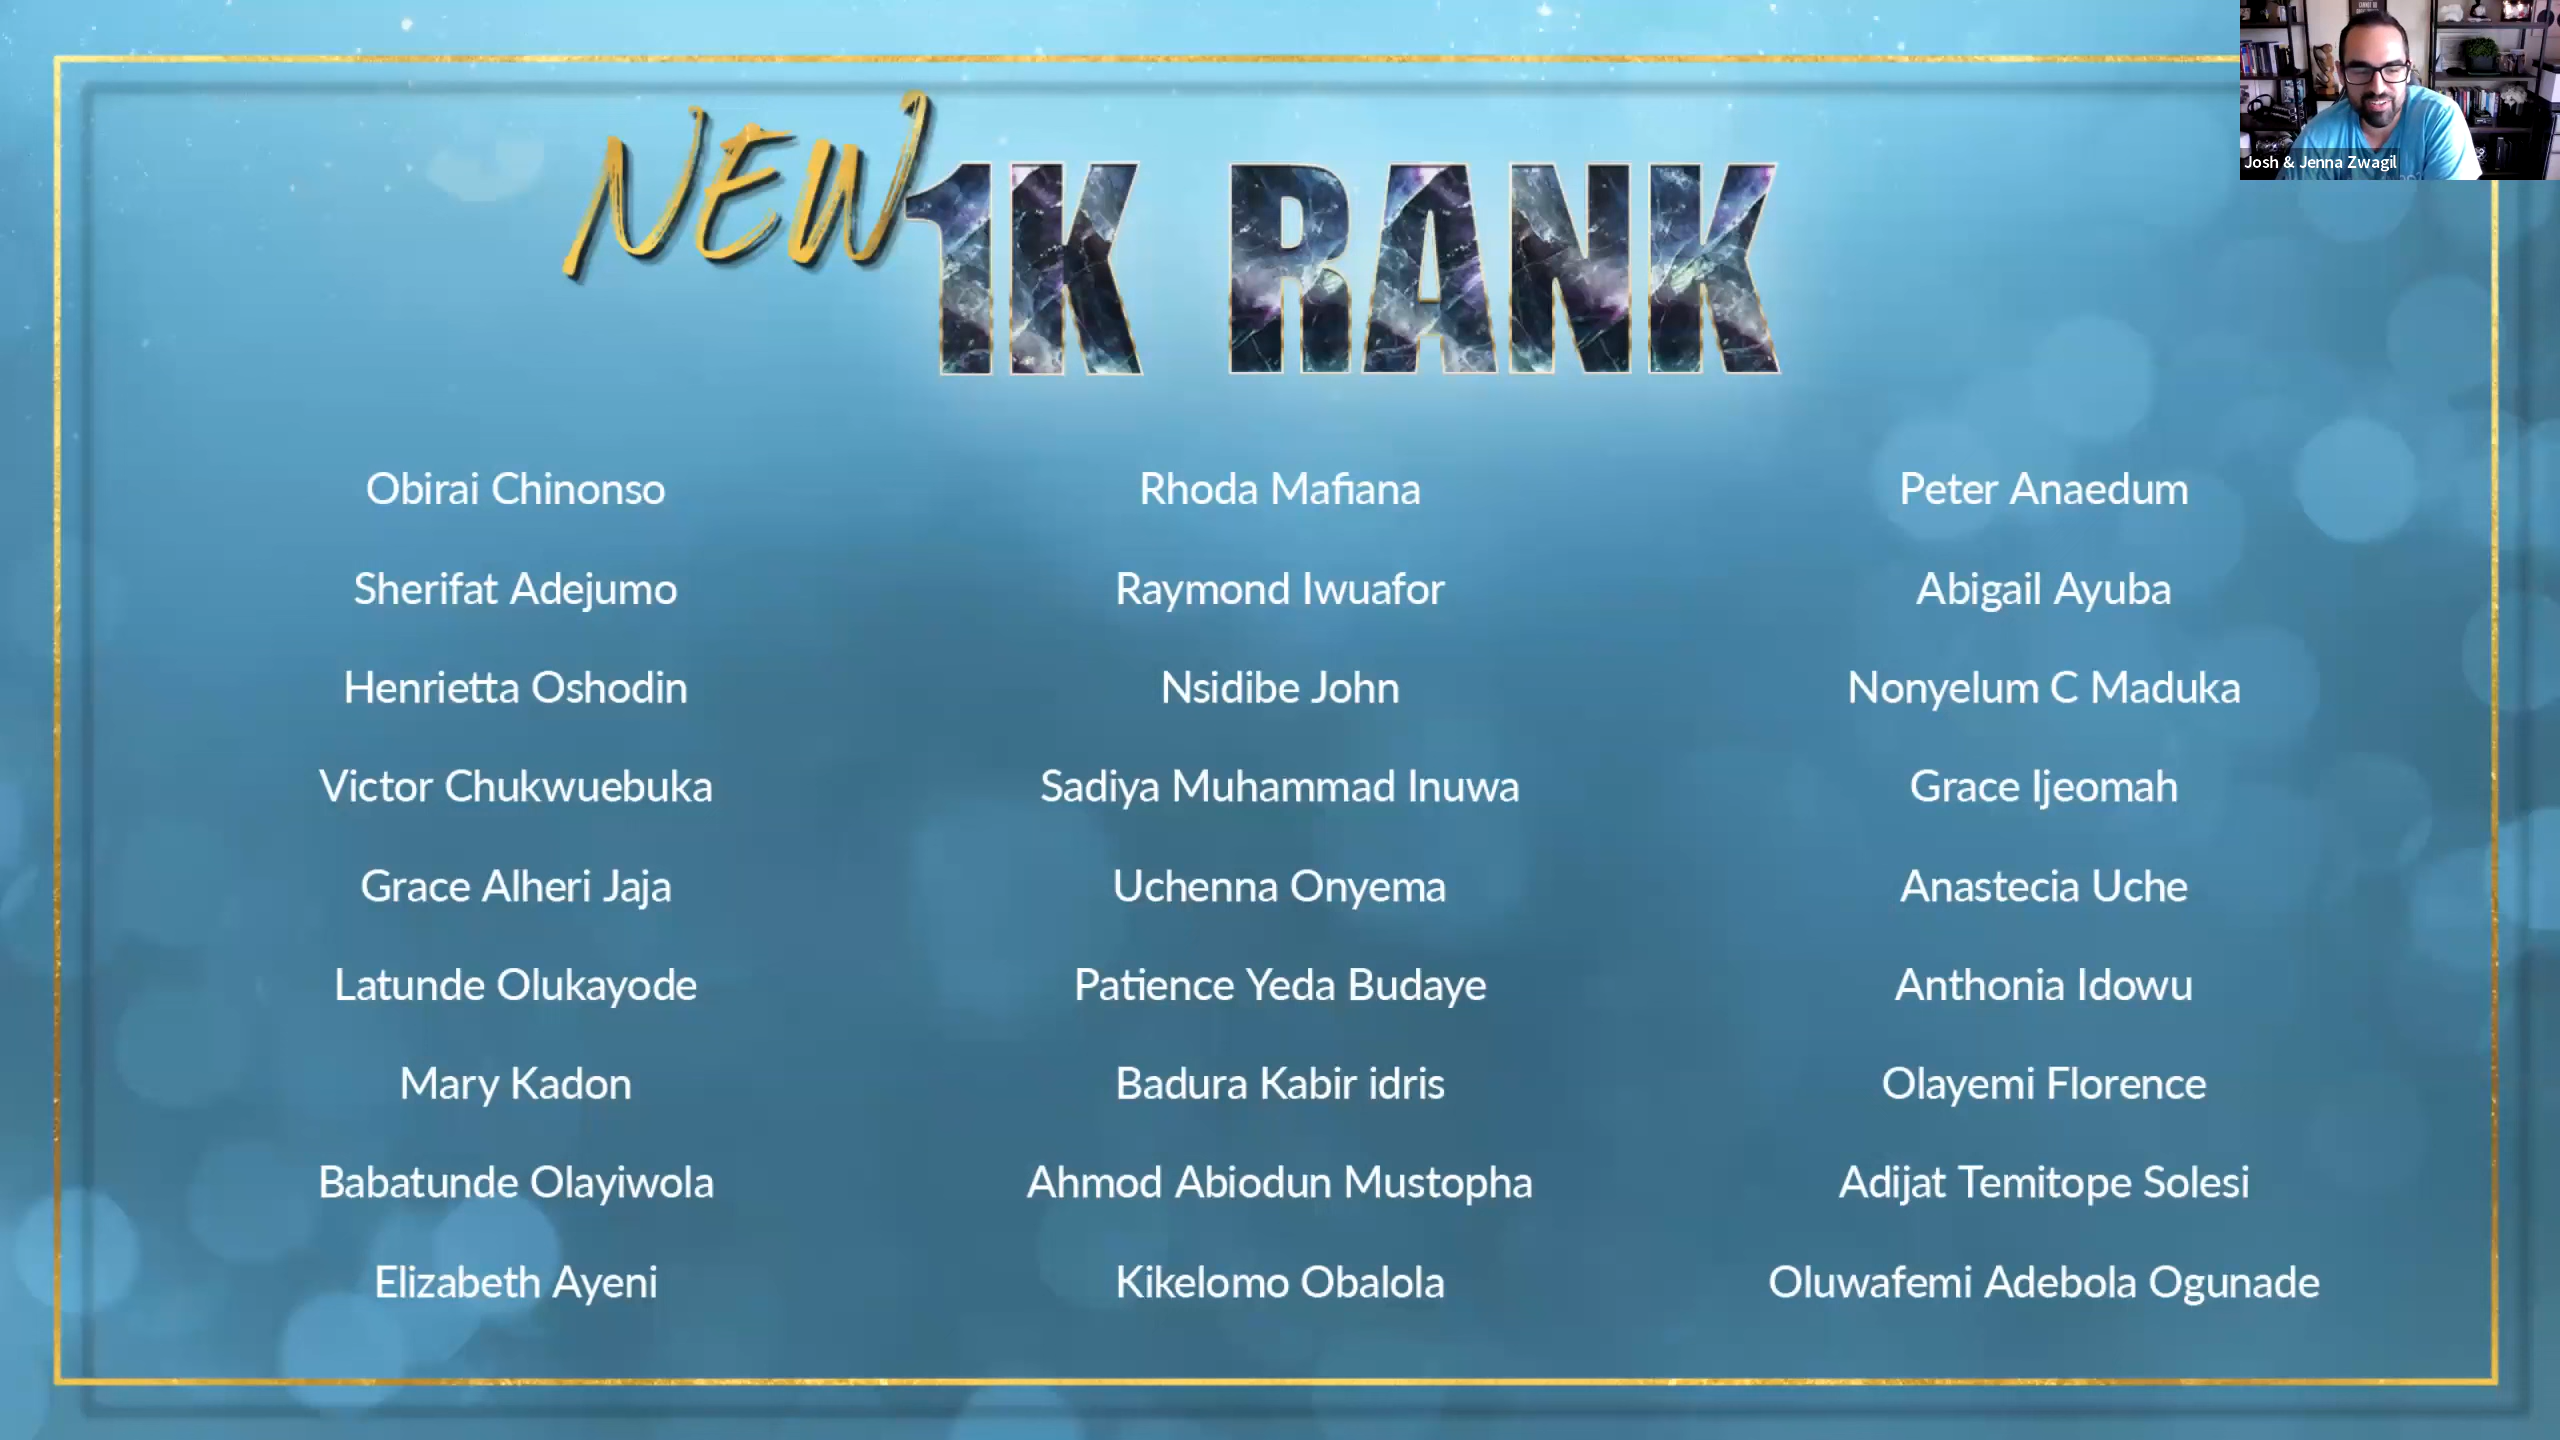 NEW 1K RANK
Josh & Jenna Zwagil
Obirai Chinonso
Sherifat Adejumo
Henrietta Oshodin
Victor Chukwuebuka
Grace Alheri Jaja
Latunde Olukayode
Mary Kadon
Babatunde Olayiwola
Elizabeth Ayeni
Rhoda Mafiana
Raymond Iwuafor
Nsidibe John
Sadiya Muhammad Inuwa
Uchenna Onyema
Patience Yeda Budaye
Badura Kabir idris
Ahmod Abiodun Mustopha
Kikelomo Obalola
Peter Anaedum
Abigail Ayuba
Nonyelum C Maduka
Grace Ijeomah
Anastecia Uche
Anthonia Idowu
Olayemi Florence
Adijat Temitope Solesi
Oluwafemi Adebola Ogunade